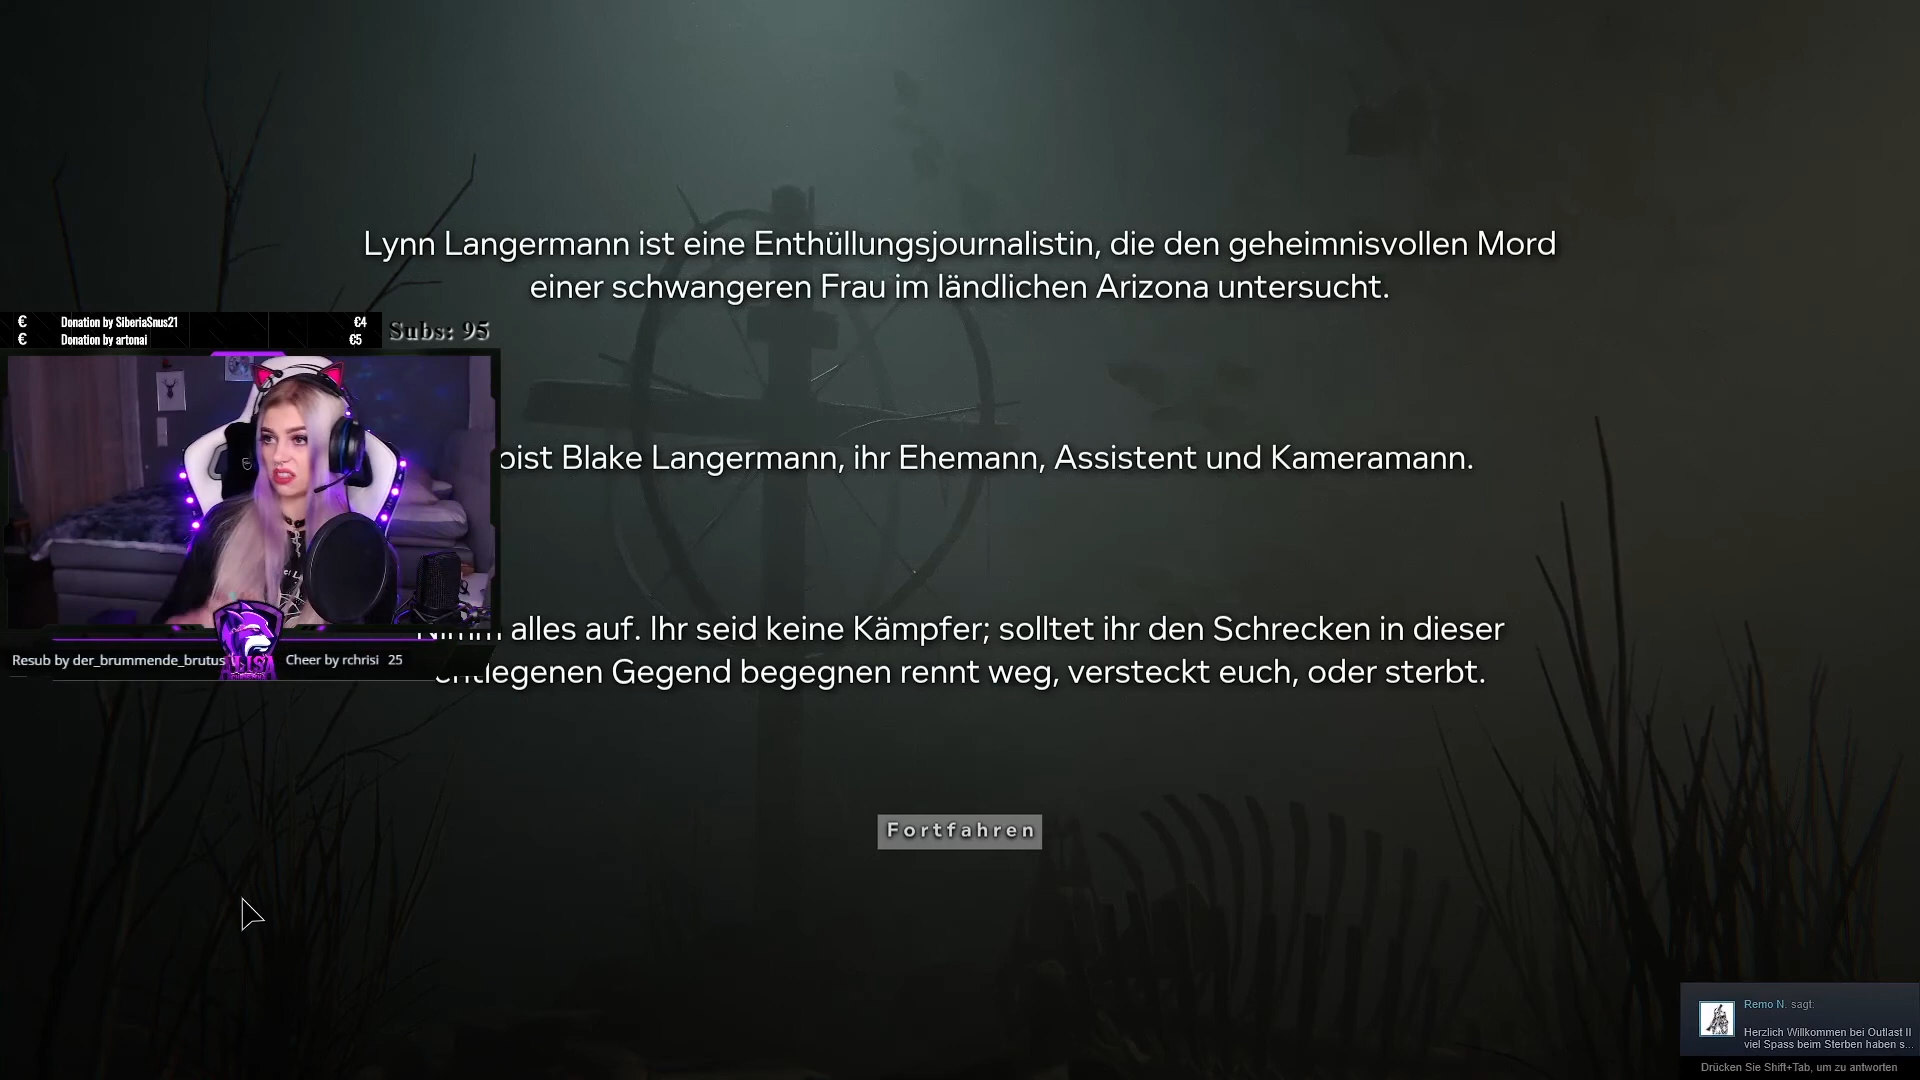 Lynn Langermann ist eine Enthüllungsjournalistin, die den geheimnisvollen Mord
einer schwangeren Frau im ländlichen Arizona untersucht.
€ Donation by SiberiaSnus21 €4
€ Donation by artonai €5
Subs: 95
bist Blake Langermann, ihr Ehemann, Assistent und Kameramann.
Nimm alles auf. Ihr seid keine Kämpfer; solltet ihr den Schrecken in dieser
entlegenen Gegend begegnen rennt weg, versteckt euch, oder sterbt.
Resub by der_brummende_brutus Cheer by rchrisi 25
Fortfahren
Remo N. sagt:
Herzlich Willkommen bei Outlast II
viel Spass beim Sterben haben s...
Drücken Sie Shift+Tab, um zu antworten